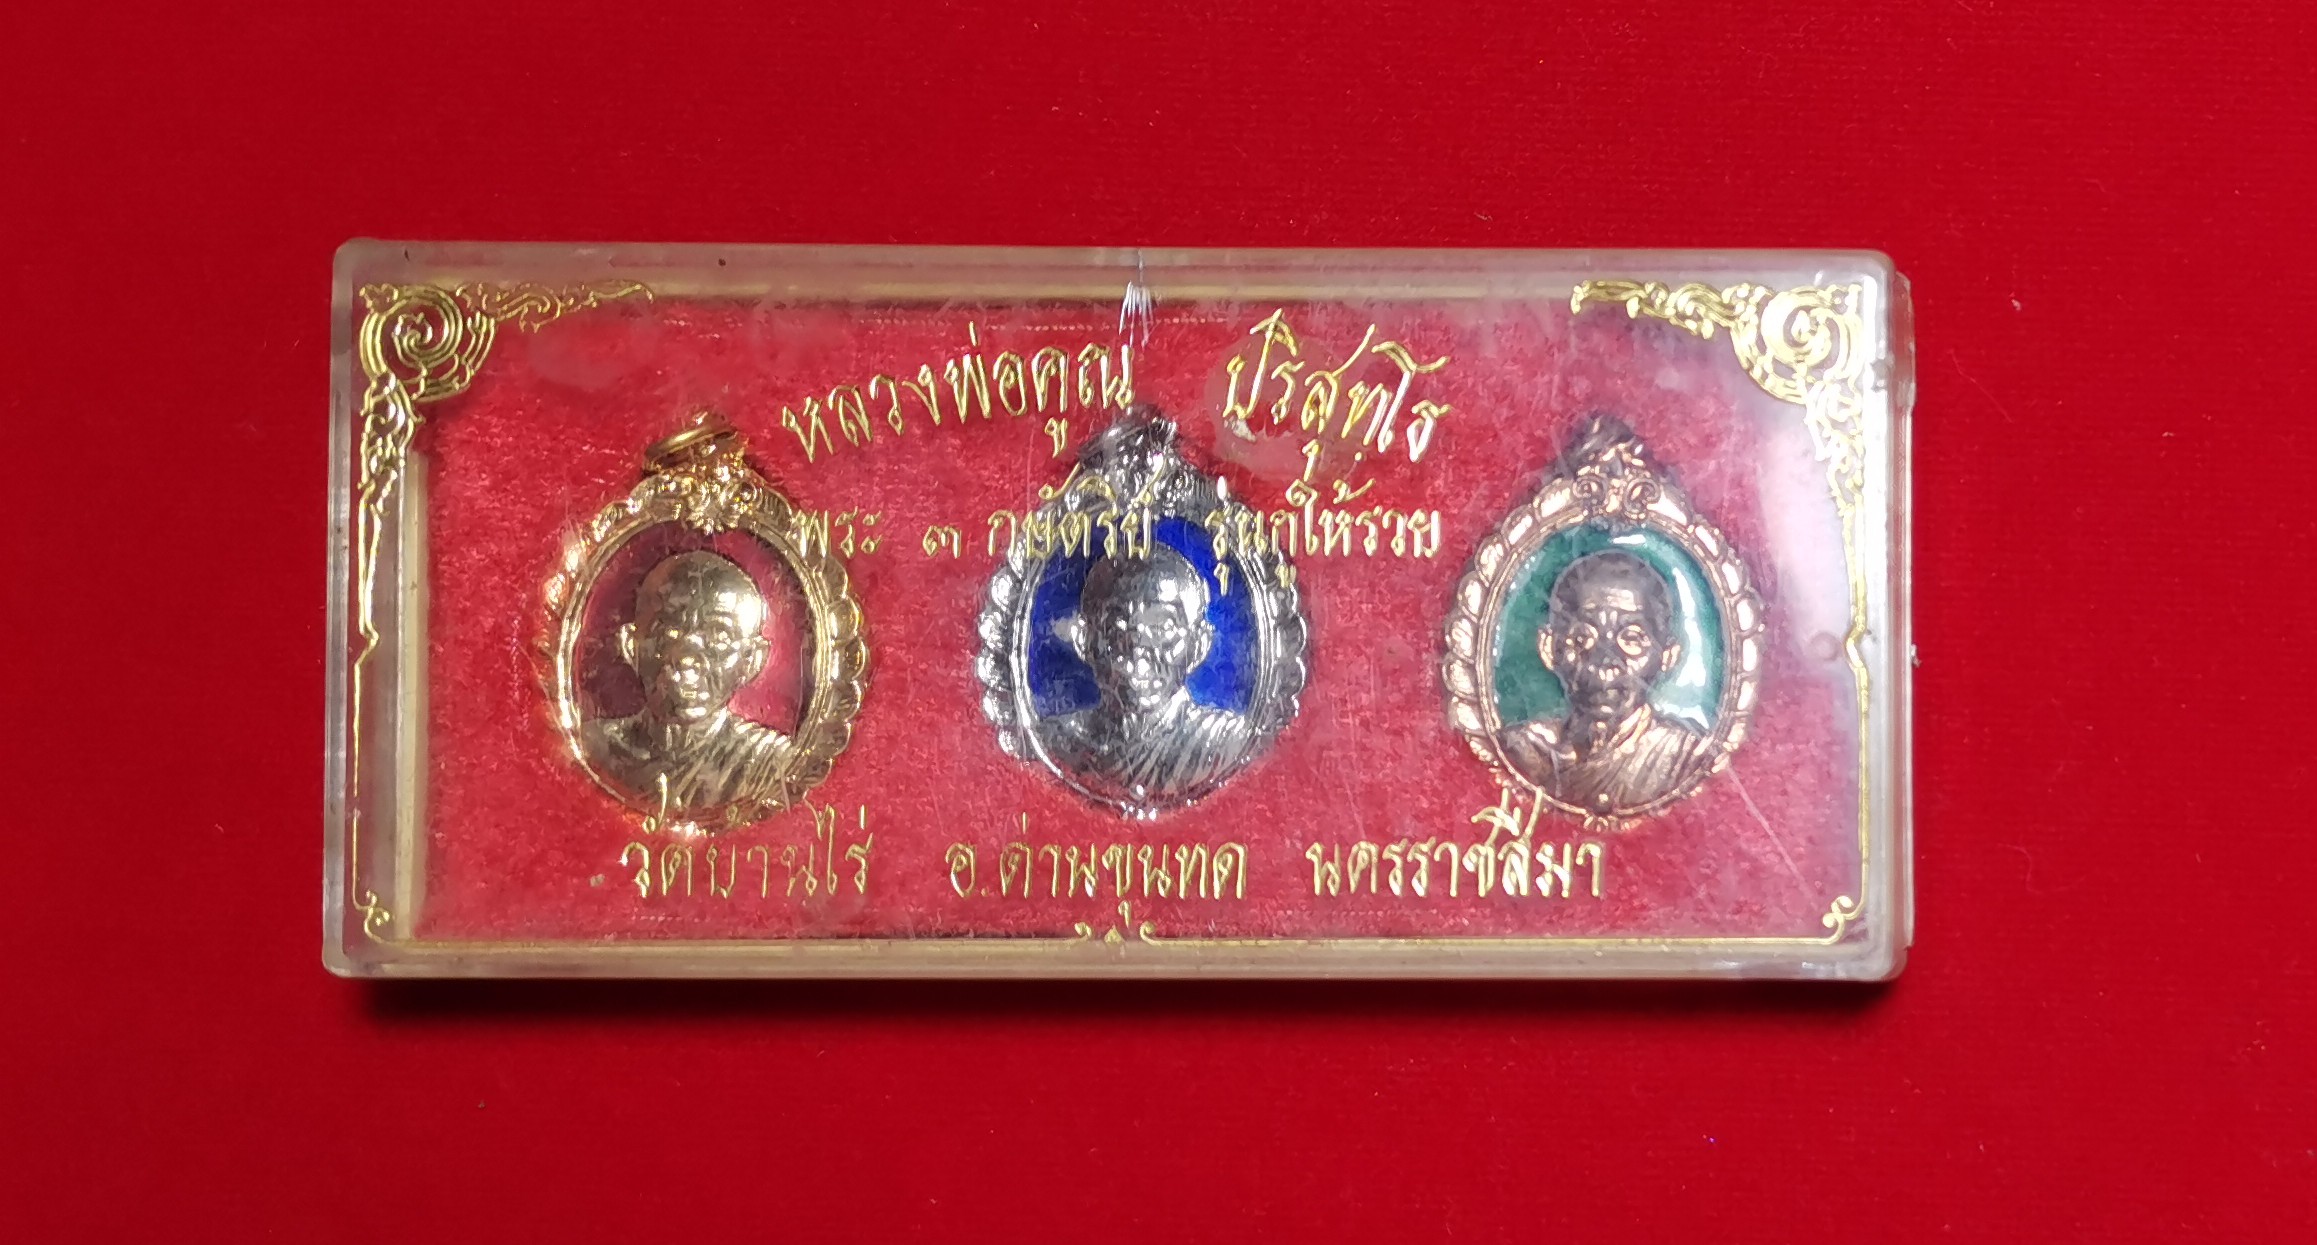 หลวงพ่อคูณ ปริสุทฺโธ
พระ ๓ กษัตริย์ รุ่นกูให้รวย
วัดบ้านไร่ อ.ด่านขุนทด นครราชสีมา